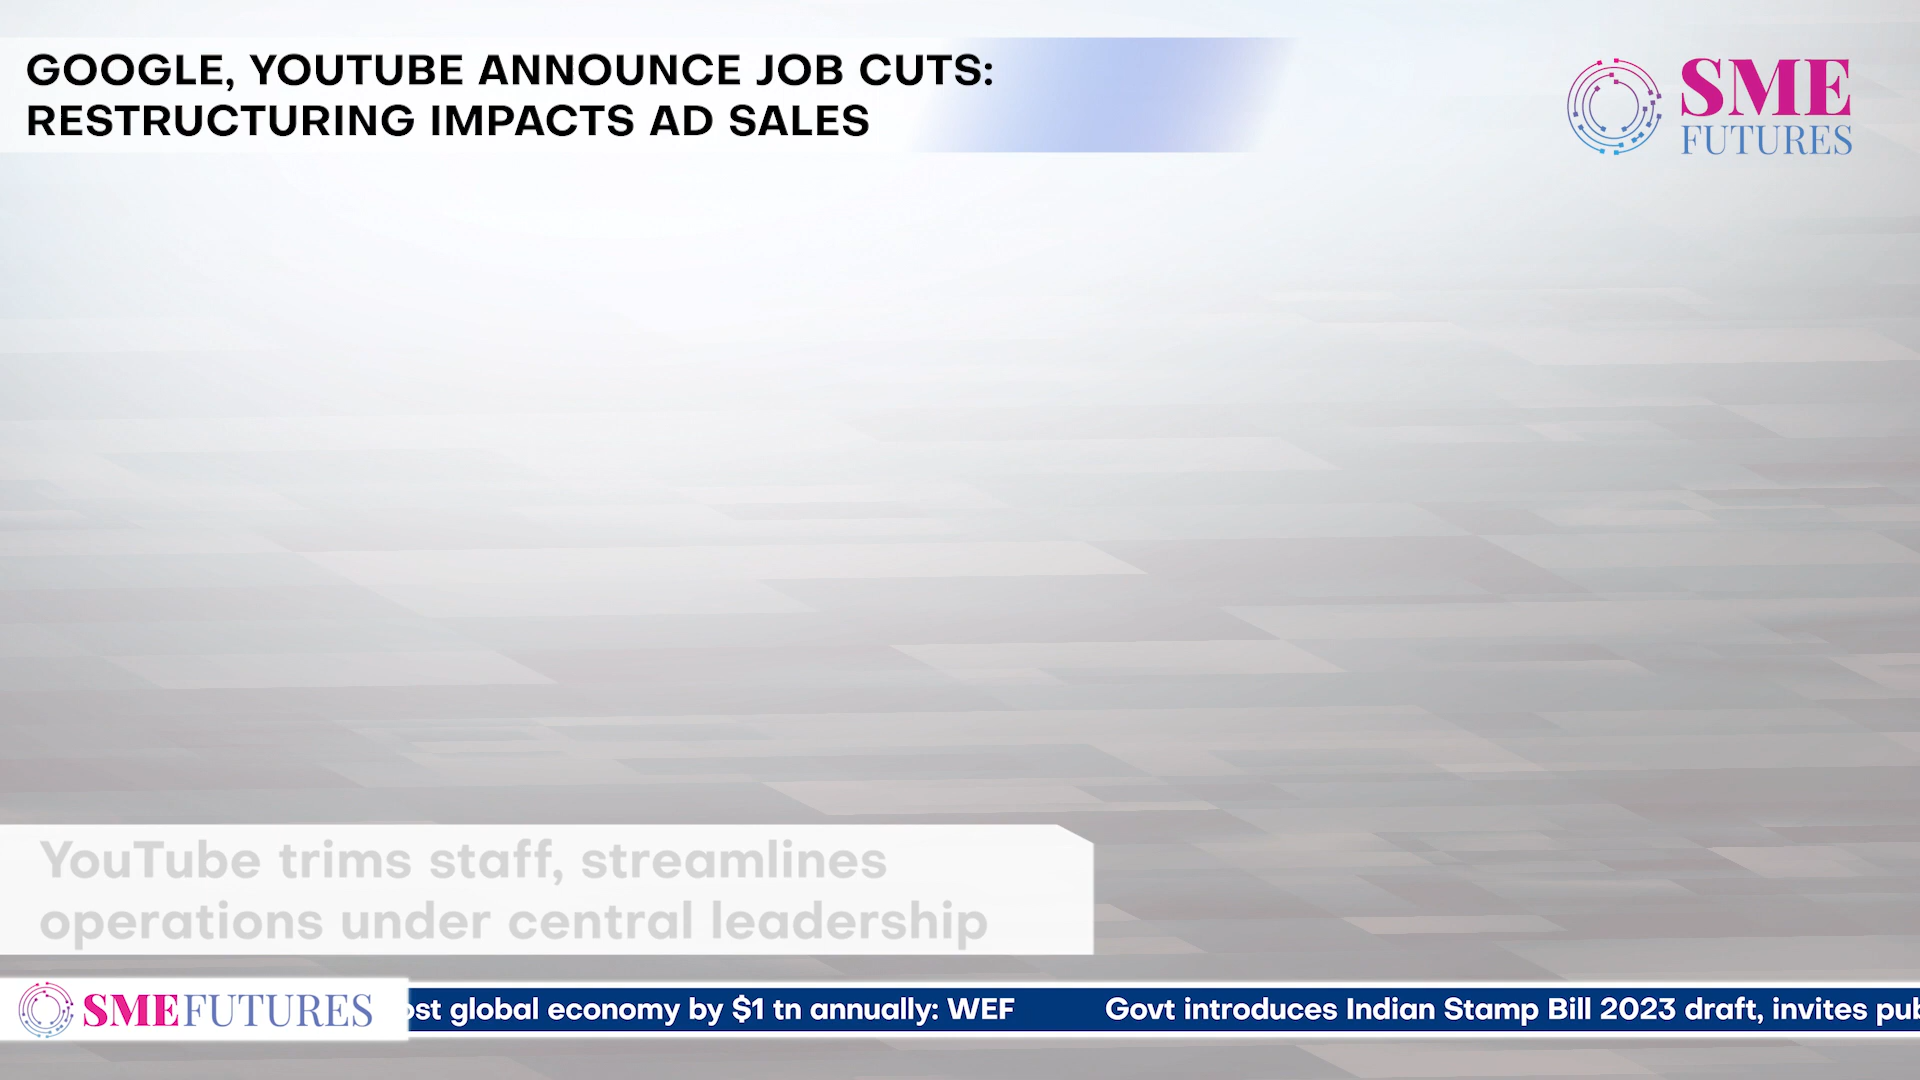 GOOGLE, YOUTUBE ANNOUNCE JOB CUTS:
RESTRUCTURING IMPACTS AD SALES
SME
FUTURES
YouTube trims staff, streamlines
operations under central leadership
SMEFUTURES
global economy by $1 tn annually: WEF Govt introduces Indian Stamp Bill 2023 draft, invites